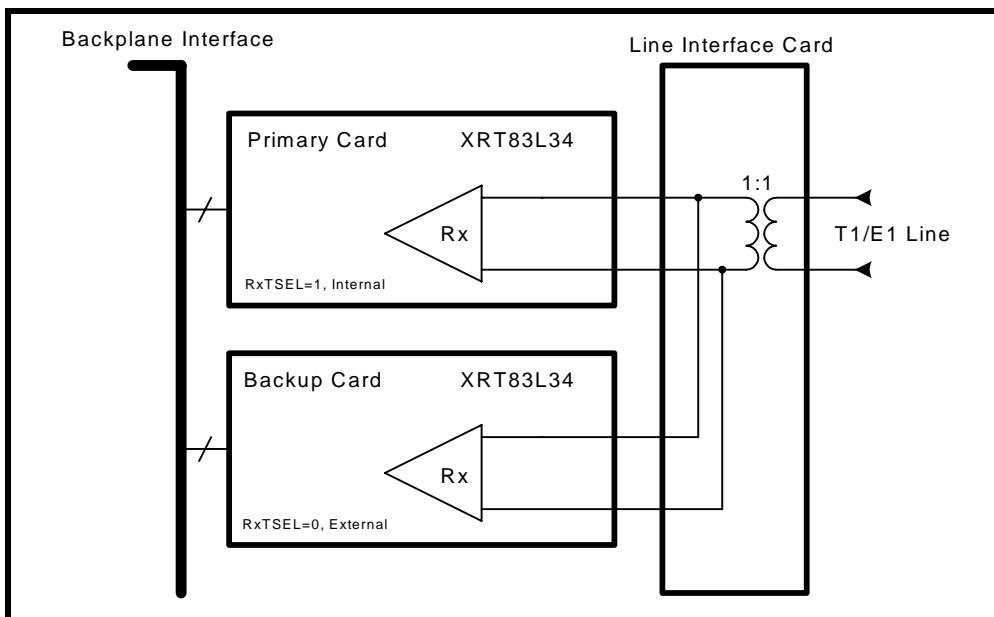 Backplane Interface
Line Interface Card
Primary Card XRT83L34
1:1
Rx
T1/E1 Line
RxTSEL=1, Internal
Backup Card XRT83L34
Rx
RxTSEL=0, External